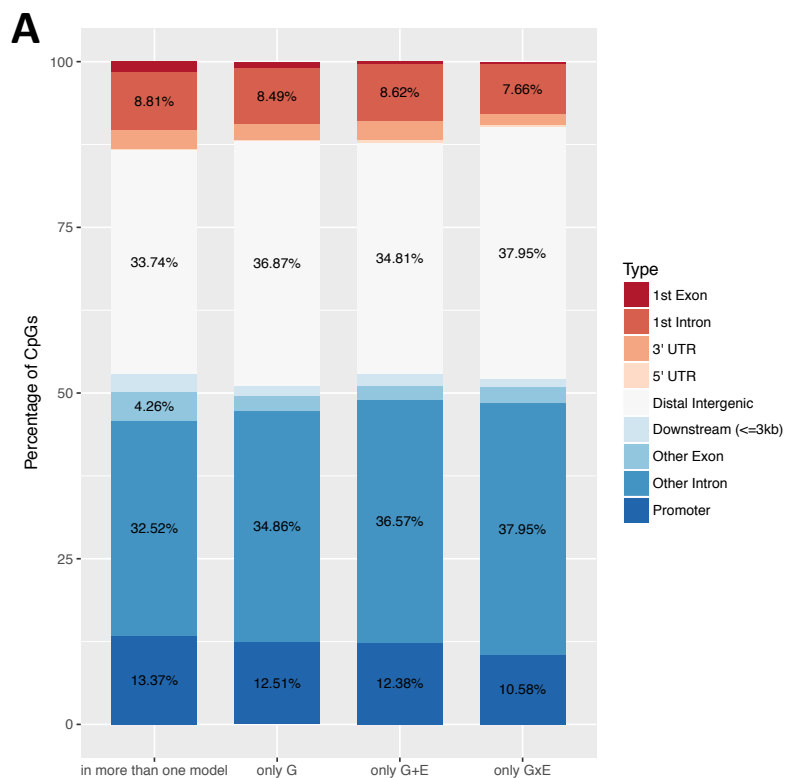 A
Percentage of CpGs
100
75
50
25
0
8.81%
8.49%
8.62%
7.66%
33.74%
36.87%
34.81%
37.95%
4.26%
32.52%
34.86%
36.57%
37.95%
13.37%
12.51%
12.38%
10.58%
in more than one model
only G
only G+E
only GxE
Type
1st Exon
1st Intron
3' UTR
5' UTR
Distal Intergenic
Downstream (<=3kb)
Other Exon
Other Intron
Promoter